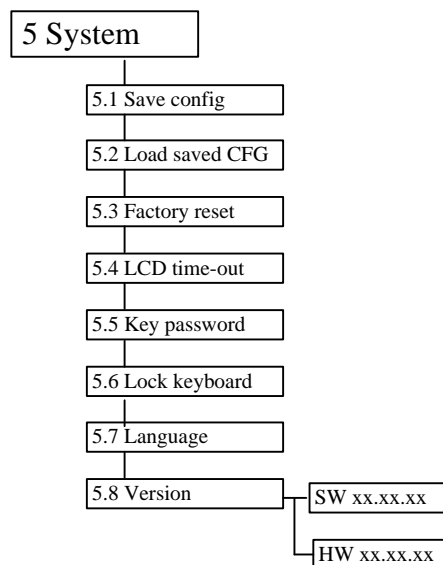 5 System
5.1 Save config
5.2 Load saved CFG
5.3 Factory reset
5.4 LCD time-out
5.5 Key password
5.6 Lock keyboard
5.7 Language
5.8 Version
SW xx.xx.xx
HW xx.xx.xx